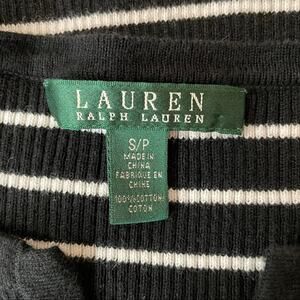 LAUREN
RALPH LAUREN
S/P
MADE IN
CHINA
FABRIQUE EN
CHINE
100% COTTON
COTON